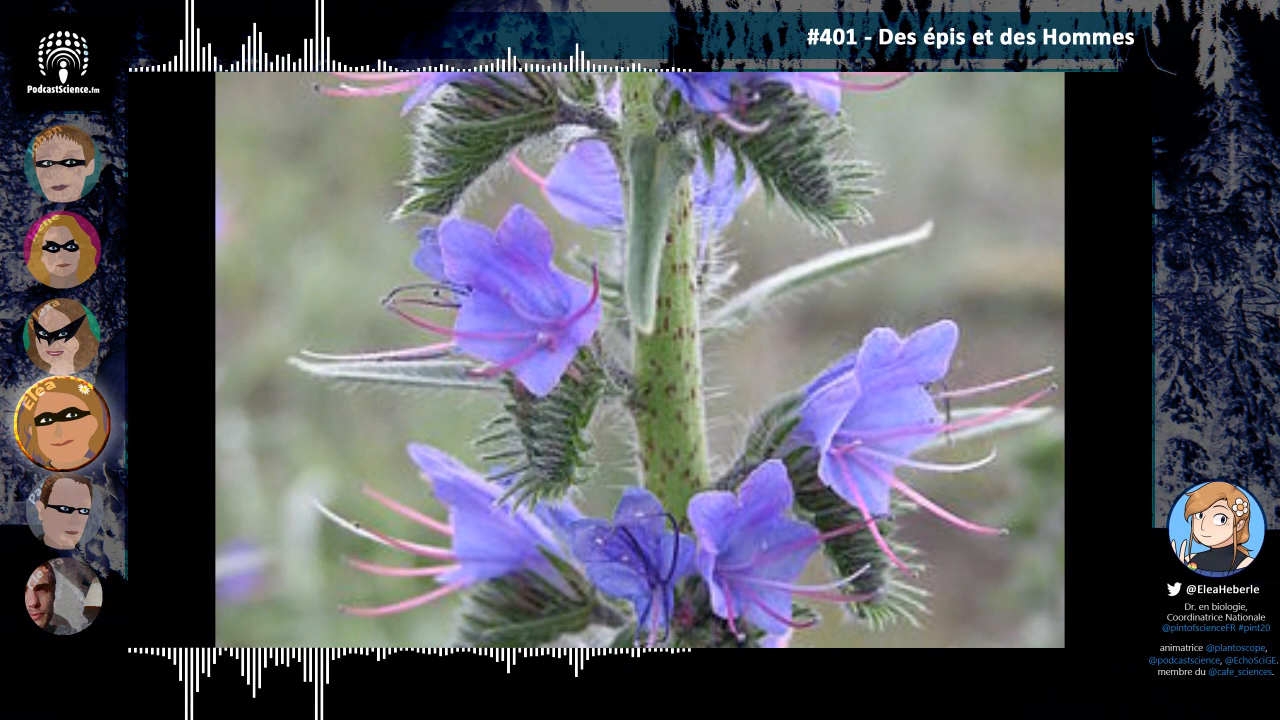 #401 - Des épis et des Hommes
PodcastScience.fm
Eléa
@EleaHeberle
Dr. en biologie,
Coordinatrice Nationale
@pintofscienceFR #pint20
animatrice @plantoscope,
@podcastscience, @EchoSciGE.
membre du @cafe_sciences.